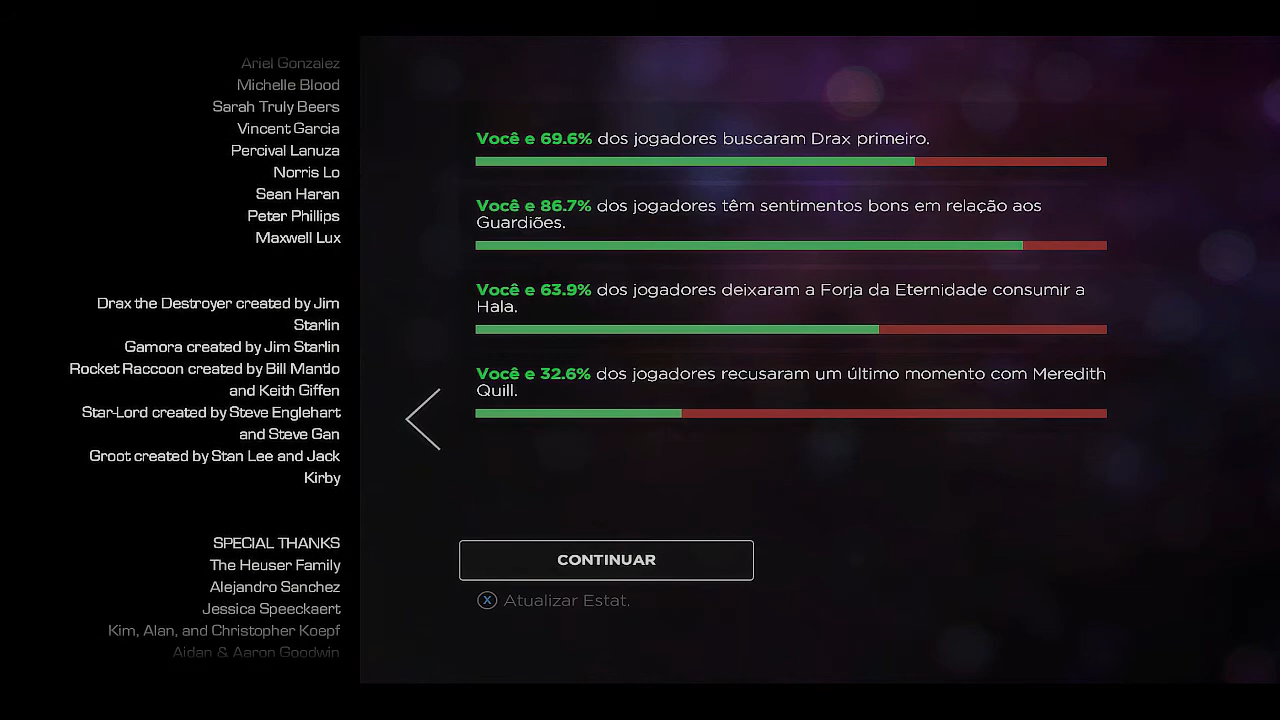 Ariel Gonzalez
Michelle Blood
Sarah Truly Beers
Vincent Garcia
Percival Lanuza
Norris Lo
Sean Haran
Peter Phillips
Maxwell Lux
Drax the Destroyer created by Jim
Starlin
Gamora created by Jim Starlin
Rocket Raccoon created by Bill Mantlo
and Keith Giffen
Star-Lord created by Steve Englehart
and Steve Gan
Groot created by Stan Lee and Jack
Kirby
SPECIAL THANKS
The Heuser Family
Alejandro Sanchez
Jessica Speeckaert
Kim, Alan, and Christopher Koepf
Aidan & Aaron Goodwin
Você e 69.6% dos jogadores buscaram Drax primeiro.
Você e 86.7% dos jogadores têm sentimentos bons em relação aos
Guardiões.
Você e 63.9% dos jogadores deixaram a Forja da Eternidade consumir a
Hala.
Você e 32.6% dos jogadores recusaram um último momento com Meredith
Quill.
CONTINUAR
X Atualizar Estat.